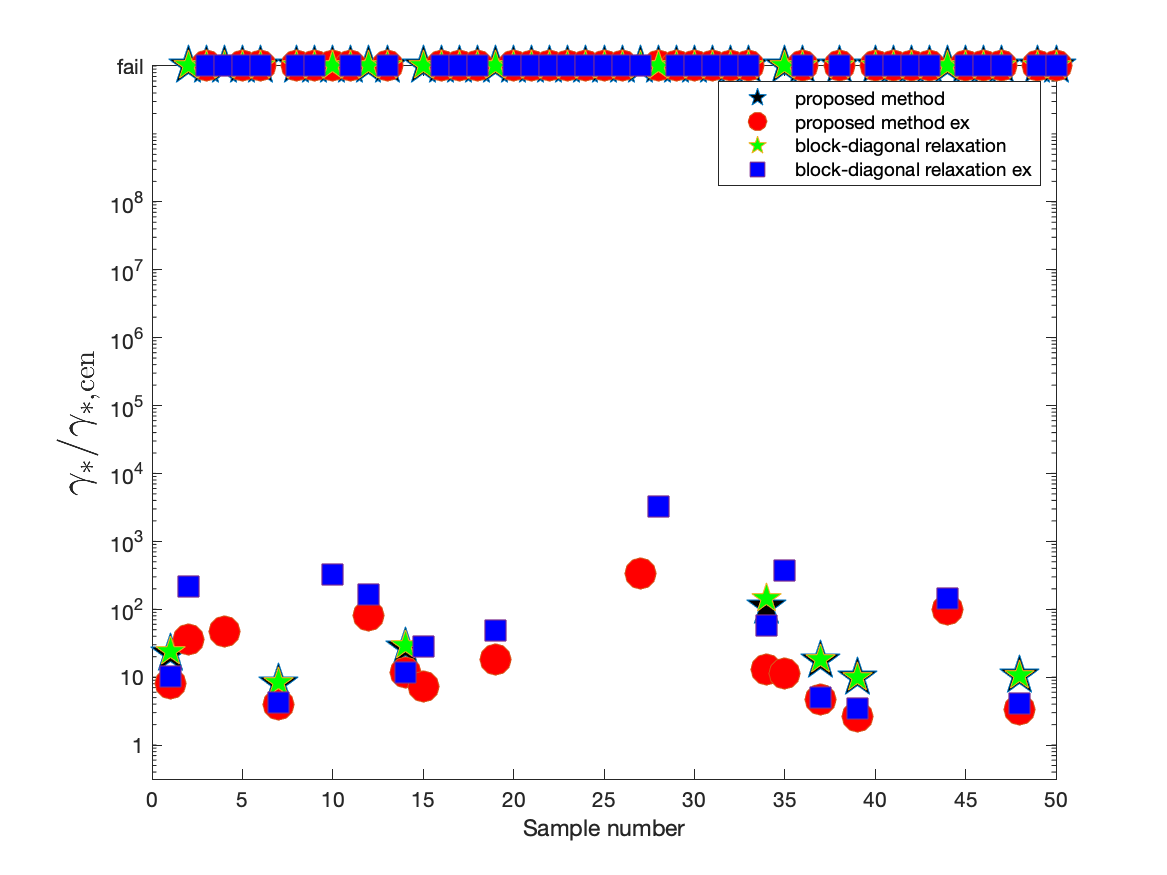 fail
proposed method
proposed method ex
block-diagonal relaxation
block-diagonal relaxation ex
10^8
10^7
10^6
10^5
10^4
10^3
10^2
10
1
γ∗/γ∗,cen
0 5 10 15 20 25 30 35 40 45 50
Sample number